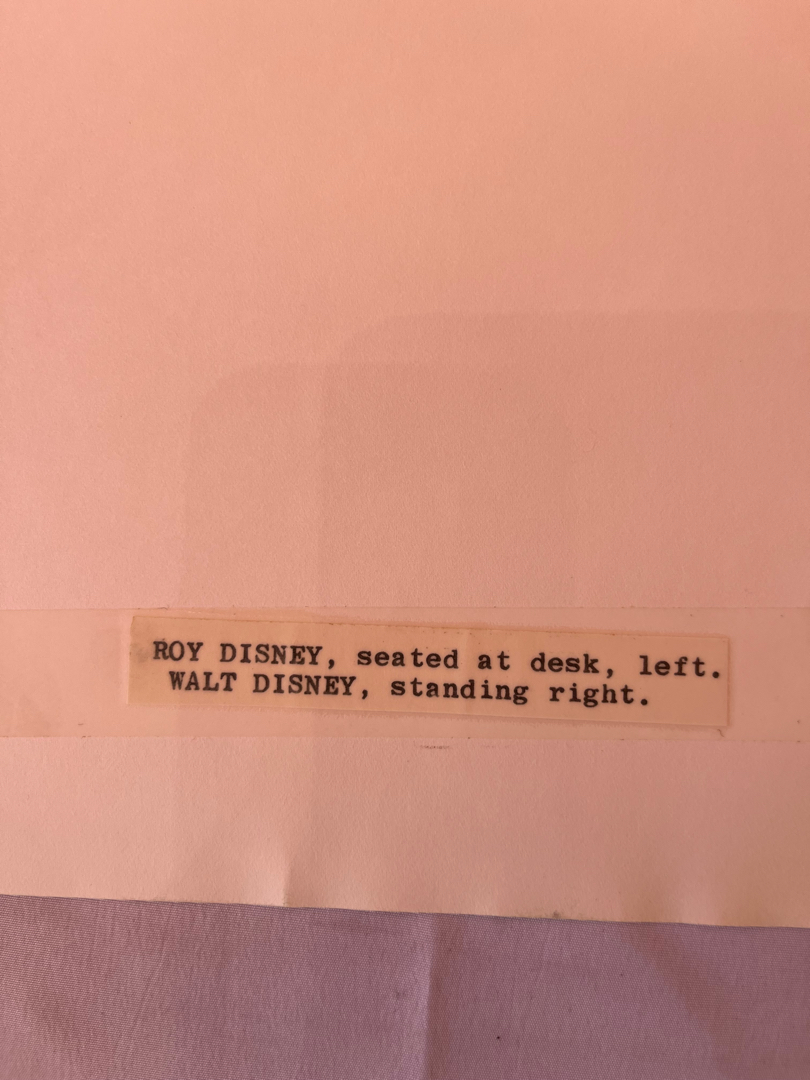 ROY DISNEY, seated at desk, left.
WALT DISNEY, standing right.